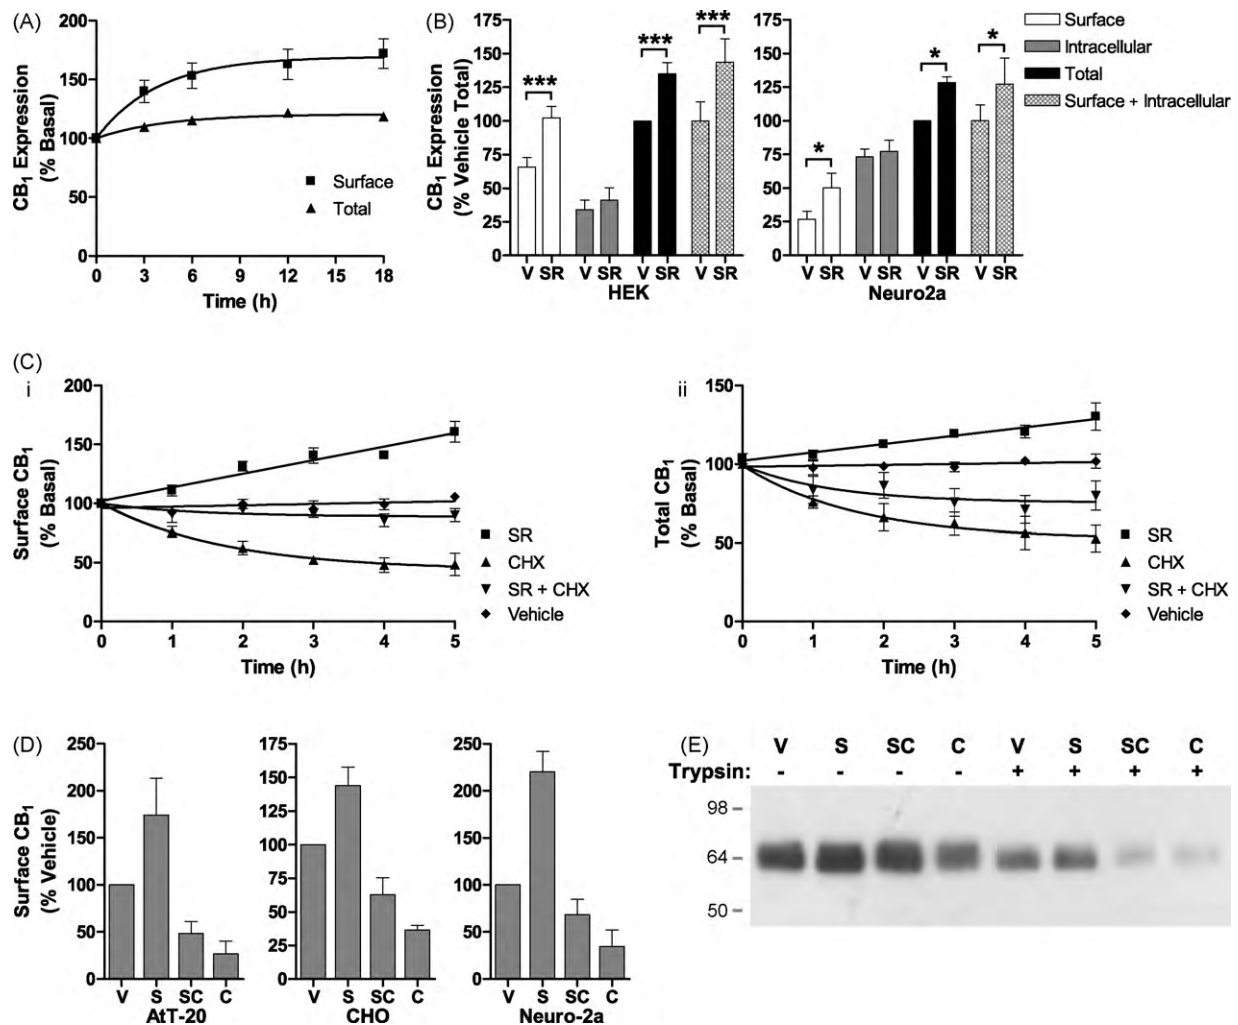 (A)
CB1 Expression
(% Basal)
200
150
100
50
0
0 3 6 9 12 15 18
Time (h)
Surface
Total
(B)
CB1 Expression
(% Vehicle Total)
175
150
125
100
75
50
25
0
*** *** ***
V SR V SR V SR V SR
HEK
175
150
125
100
75
50
25
0
* * *
V SR V SR V SR V SR
Neuro2a
Surface
Intracellular
Total
Surface + Intracellular
(C)
i
Surface CB1
(% Basal)
200
150
100
50
0
0 1 2 3 4 5
Time (h)
SR
CHX
SR + CHX
Vehicle
ii
Total CB1
(% Basal)
150
100
50
0
0 1 2 3 4 5
Time (h)
SR
CHX
SR + CHX
Vehicle
(D)
Surface CB1
(% Vehicle)
250
200
150
100
50
0
V S SC C
AtT-20
175
150
125
100
75
50
25
0
V S SC C
CHO
250
200
150
100
50
0
V S SC C
Neuro-2a
(E)
V S SC C V S SC C
Trypsin: - - - - + + + +
98
64
50